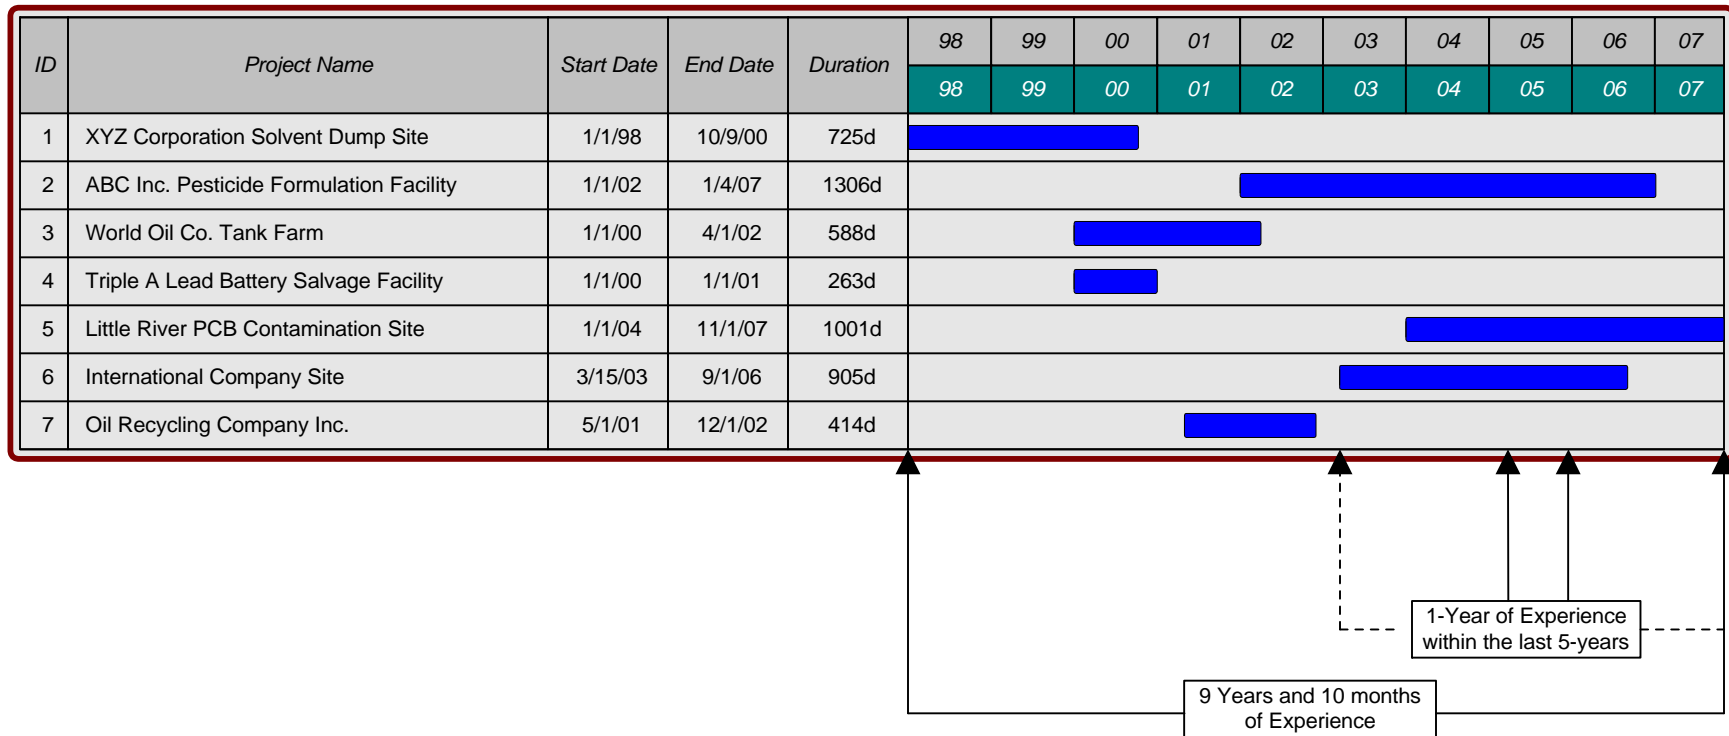 ID Project Name Start Date End Date Duration 98 99 00 01 02 03 04 05 06 07
98 99 00 01 02 03 04 05 06 07
1 XYZ Corporation Solvent Dump Site 1/1/98 10/9/00 725d
2 ABC Inc. Pesticide Formulation Facility 1/1/02 1/4/07 1306d
3 World Oil Co. Tank Farm 1/1/00 4/1/02 588d
4 Triple A Lead Battery Salvage Facility 1/1/00 1/1/01 263d
5 Little River PCB Contamination Site 1/1/04 11/1/07 1001d
6 International Company Site 3/15/03 9/1/06 905d
7 Oil Recycling Company Inc. 5/1/01 12/1/02 414d
1-Year of Experience
within the last 5-years
9 Years and 10 months
of Experience